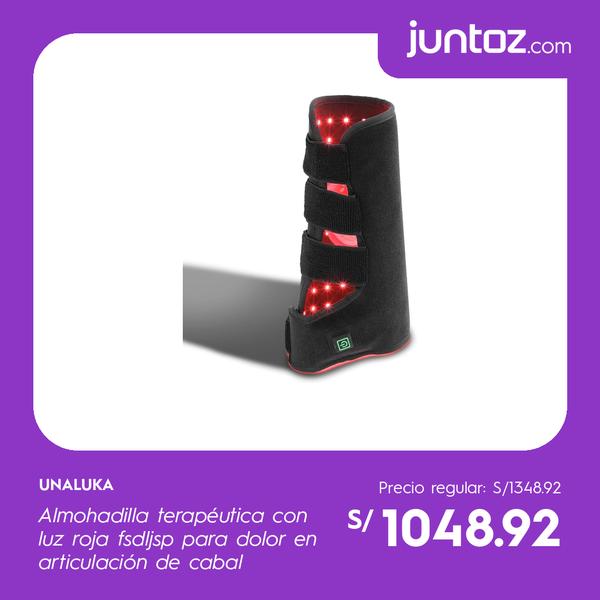 juntoz.com
UNALUKA
Almohadilla terapéutica con
luz roja fsdljsp para dolor en
articulación de cabal
Precio regular: S/1348.92
S/ 1048.92